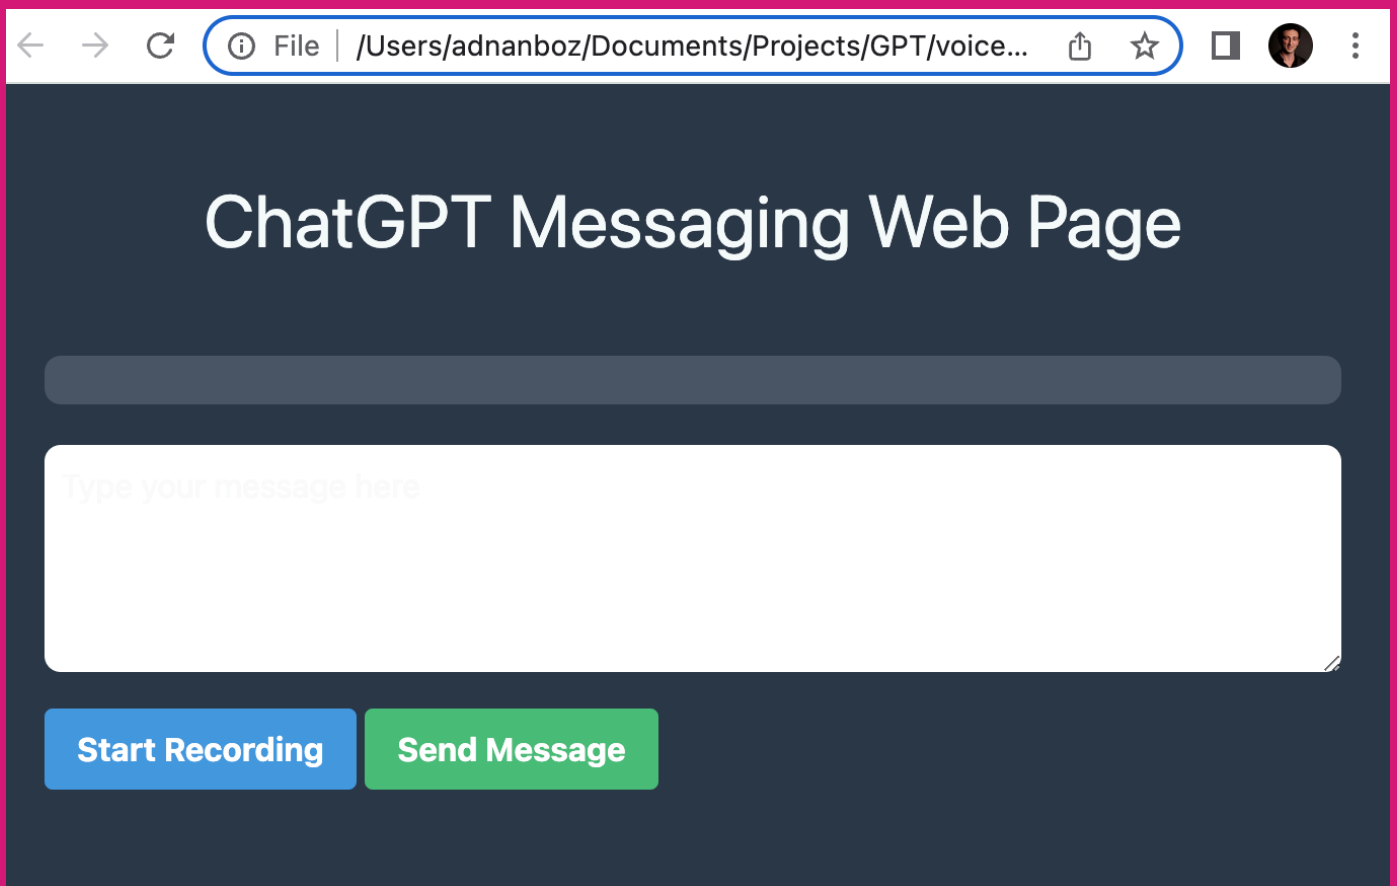 File /Users/adnanboz/Documents/Projects/GPT/voice...
ChatGPT Messaging Web Page
Type your message here
Start Recording Send Message